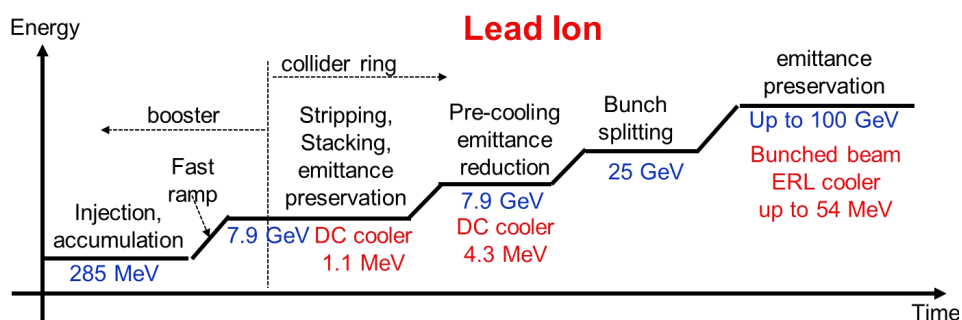 Lead Ion
Energy
collider ring
booster
Fast
ramp
Injection,
accumulation
285 MeV
Stripping,
Stacking,
emittance
preservation
7.9 GeV
DC cooler
1.1 MeV
Pre-cooling
emittance
reduction
7.9 GeV
DC cooler
4.3 MeV
Bunch
splitting
25 GeV
emittance
preservation
Up to 100 GeV
Bunched beam
ERL cooler
up to 54 MeV
Time